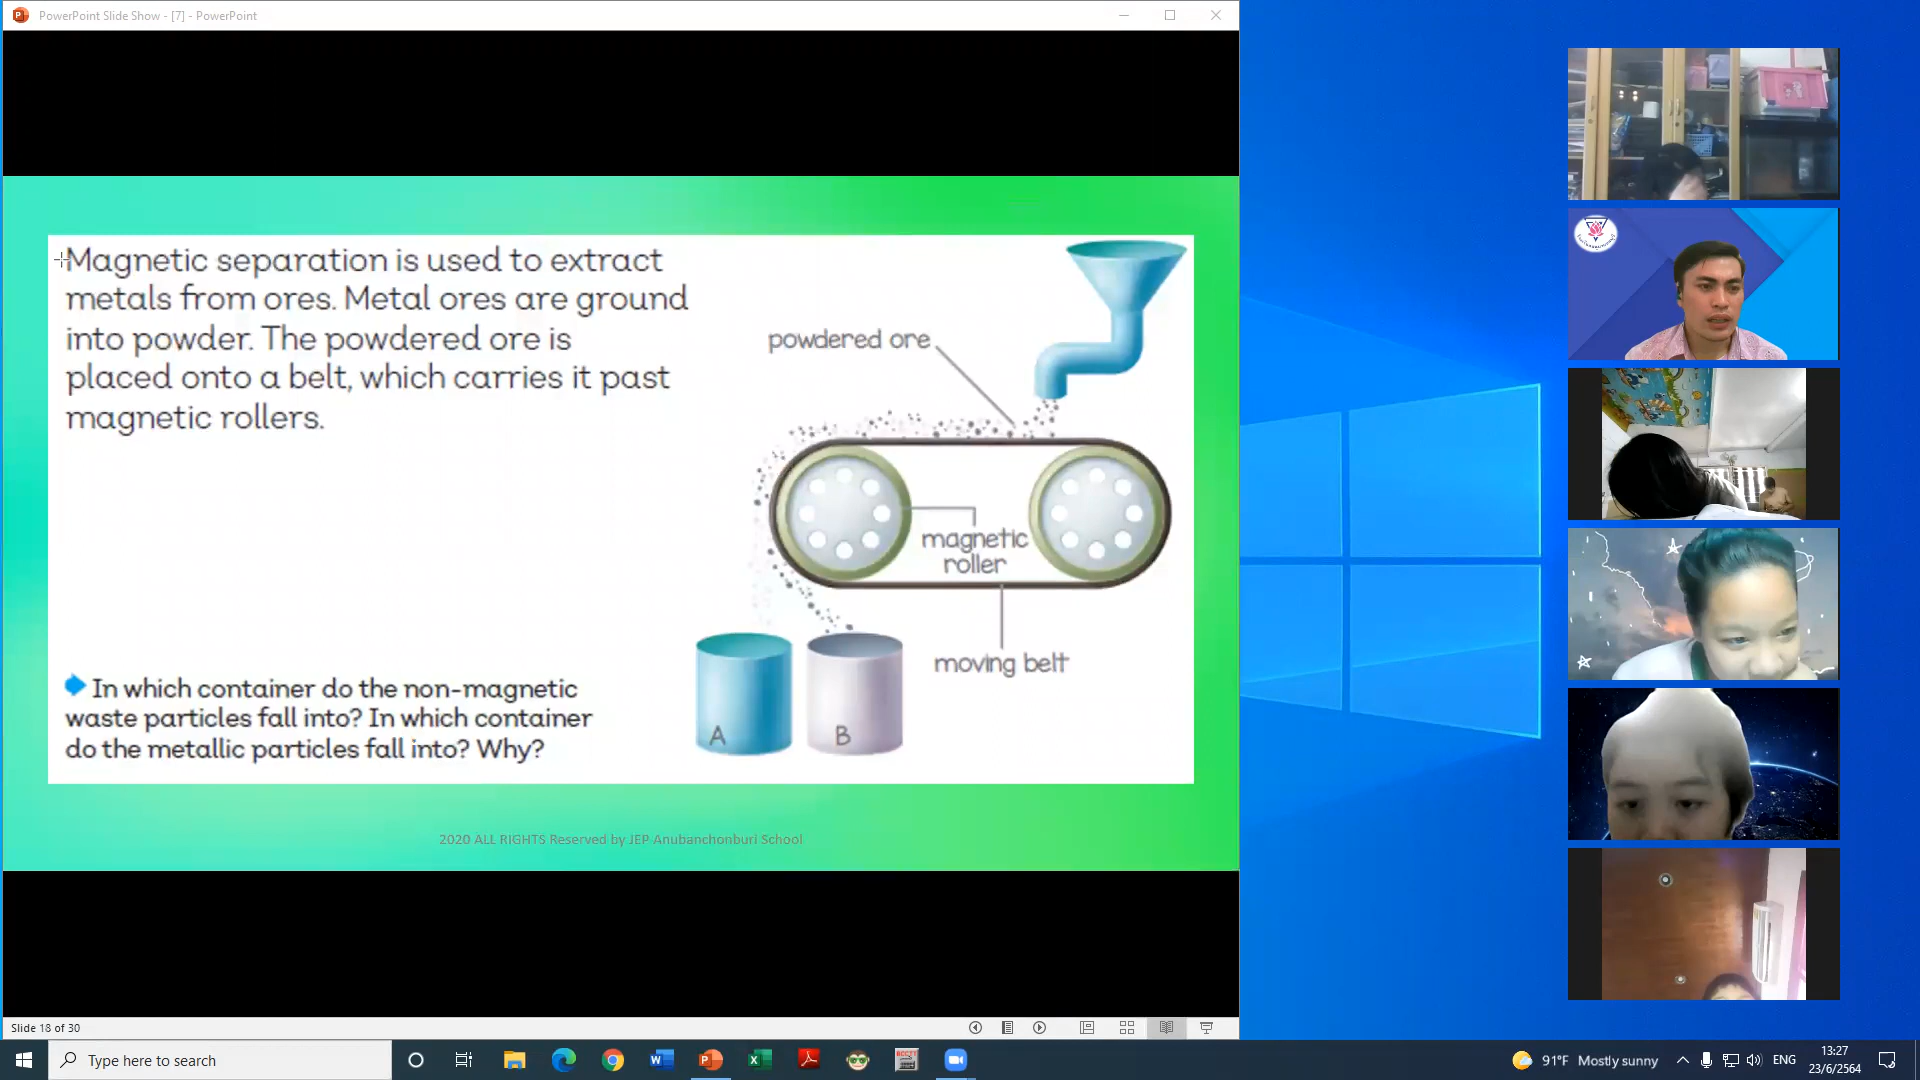 PowerPoint Slide Show - [7] - PowerPoint
Magnetic separation is used to extract
metals from ores. Metal ores are ground
into powder. The powdered ore is
placed onto a belt, which carries it past
magnetic rollers.
powdered ore
magnetic
roller
moving belt
A
B
In which container do the non-magnetic
waste particles fall into? In which container
do the metallic particles fall into? Why?
2020 ALL RIGHTS Reserved by JEP Anubanchonburi School
Slide 18 of 30
Type here to search
91°F Mostly sunny
ENG
13:27
23/6/2564